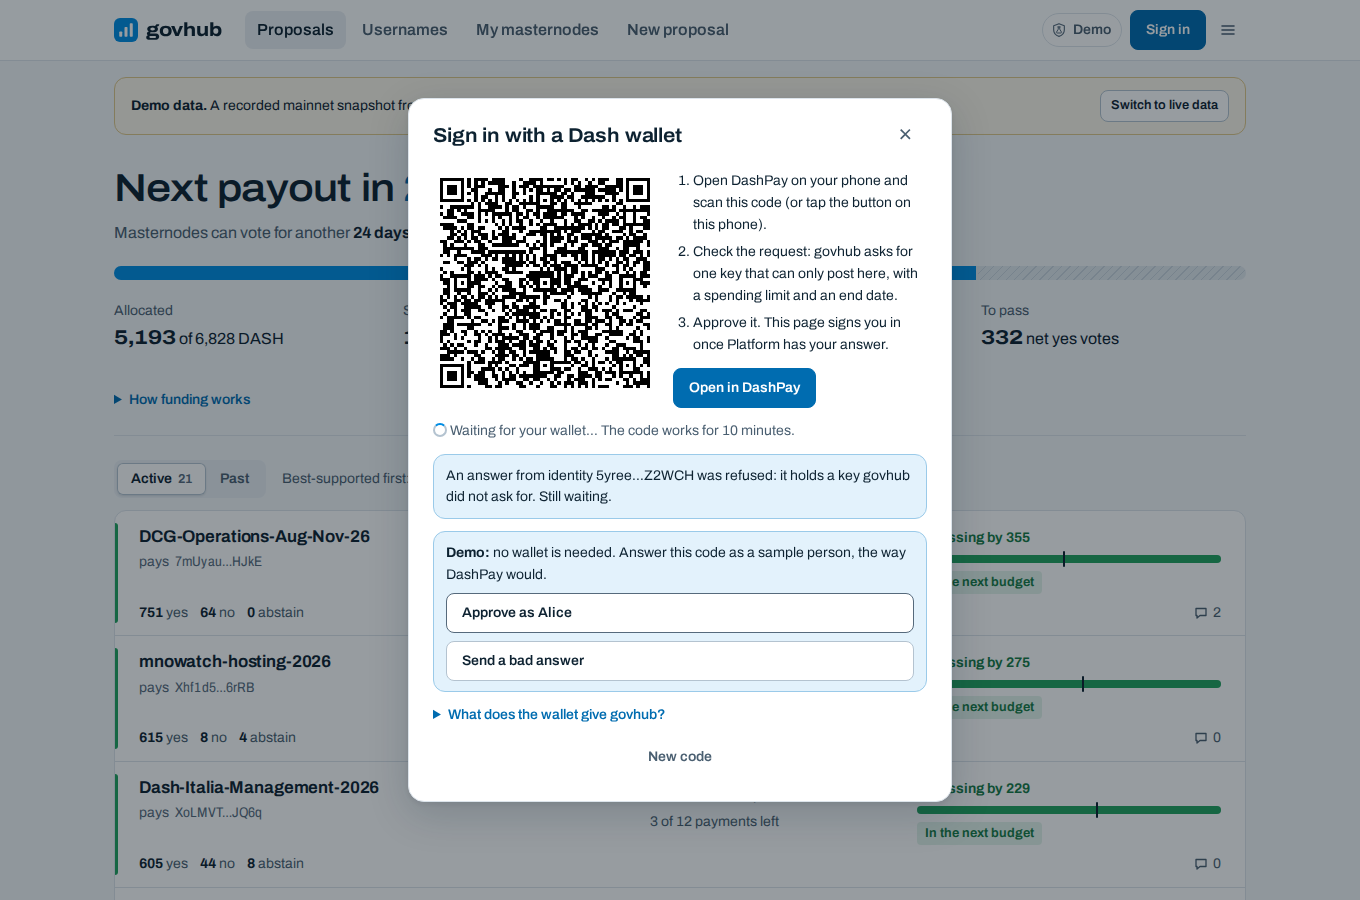 govhub
Proposals
Usernames
My masternodes
New proposal
Demo
Sign in
Demo data. A recorded mainnet snapshot
Switch to live data
Next payout in
Masternodes can vote for another 24 days
Allocated
5,193 of 6,828 DASH
To pass
332 net yes votes
How funding works
Active 21
Past
Best-supported first
DCG-Operations-Aug-Nov-26
pays 7mUyau...HJkE
751 yes 64 no 0 abstain
355
next budget
2
mnowatch-hosting-2026
pays Xhf1d5...6rRB
615 yes 8 no 4 abstain
by 275
next budget
0
Dash-Italia-Management-2026
pays XoLMVT...JQ6q
605 yes 44 no 8 abstain
3 of 12 payments left
by 229
In the next budget
0
Sign in with a Dash wallet
1. Open DashPay on your phone and
scan this code (or tap the button on
this phone).
2. Check the request: govhub asks for
one key that can only post here, with
a spending limit and an end date.
3. Approve it. This page signs you in
once Platform has your answer.
Open in DashPay
Waiting for your wallet... The code works for 10 minutes.
An answer from identity 5yree...Z2WCH was refused: it holds a key govhub
did not ask for. Still waiting.
Demo: no wallet is needed. Answer this code as a sample person, the way
DashPay would.
Approve as Alice
Send a bad answer
What does the wallet give govhub?
New code